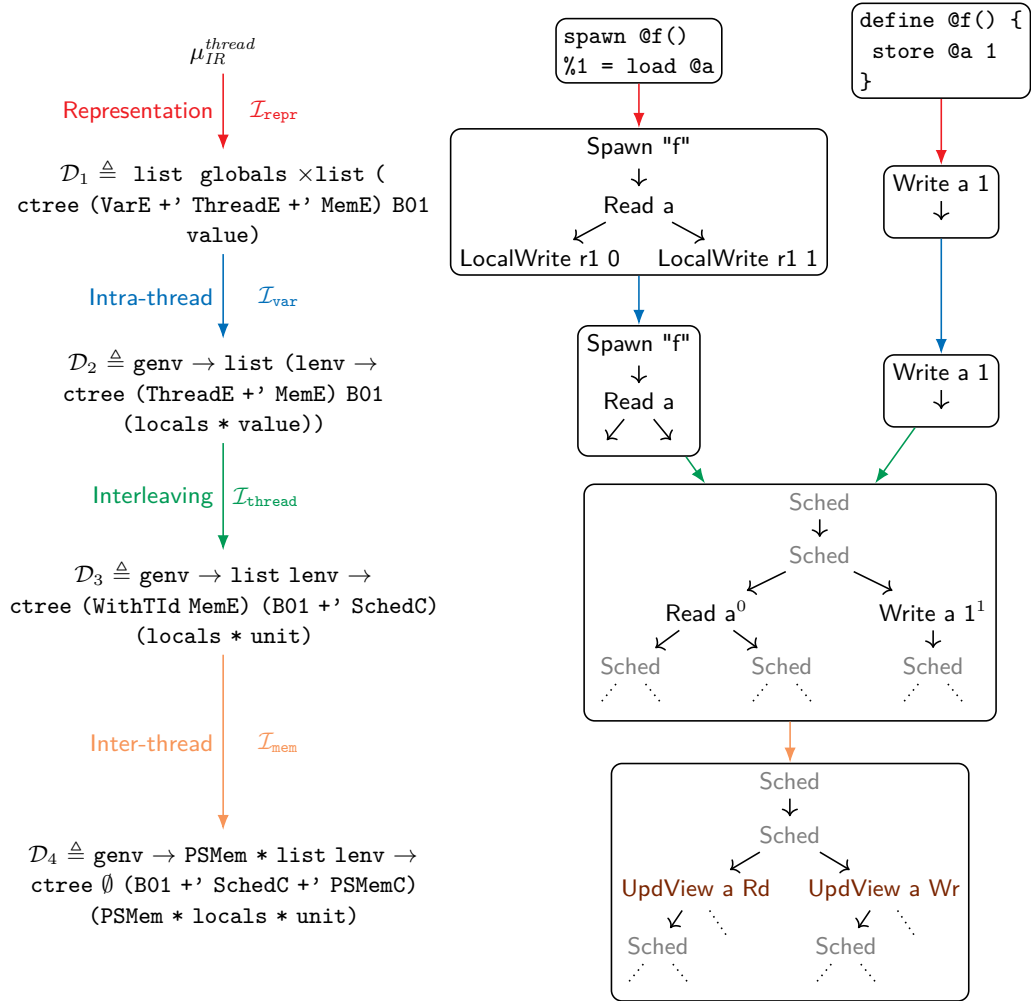 μ_IR^thread
Representation I_repr
D₁ ≜ list globals ×list (
ctree (VarE +' ThreadE +' MemE) B01
value)
Intra-thread I_var
D₂ ≜ genv → list (lenv →
ctree (ThreadE +' MemE) B01
(locals * value))
Interleaving I_thread
D₃ ≜ genv → list lenv →
ctree (WithTId MemE) (B01 +' SchedC)
(locals * unit)
Inter-thread I_mem
D₄ ≜ genv → PSMem * list lenv →
ctree ∅ (B01 +' SchedC +' PSMemC)
(PSMem * locals * unit)
spawn @f()
%1 = load @a
define @f() {
store @a 1
}
Spawn "f"
Read a
LocalWrite r1 0 LocalWrite r1 1
Write a 1
Spawn "f"
Read a
Write a 1
Sched
Sched
Read a⁰ Write a 1¹
Sched Sched Sched
Sched
Sched
UpdView a Rd UpdView a Wr
Sched Sched